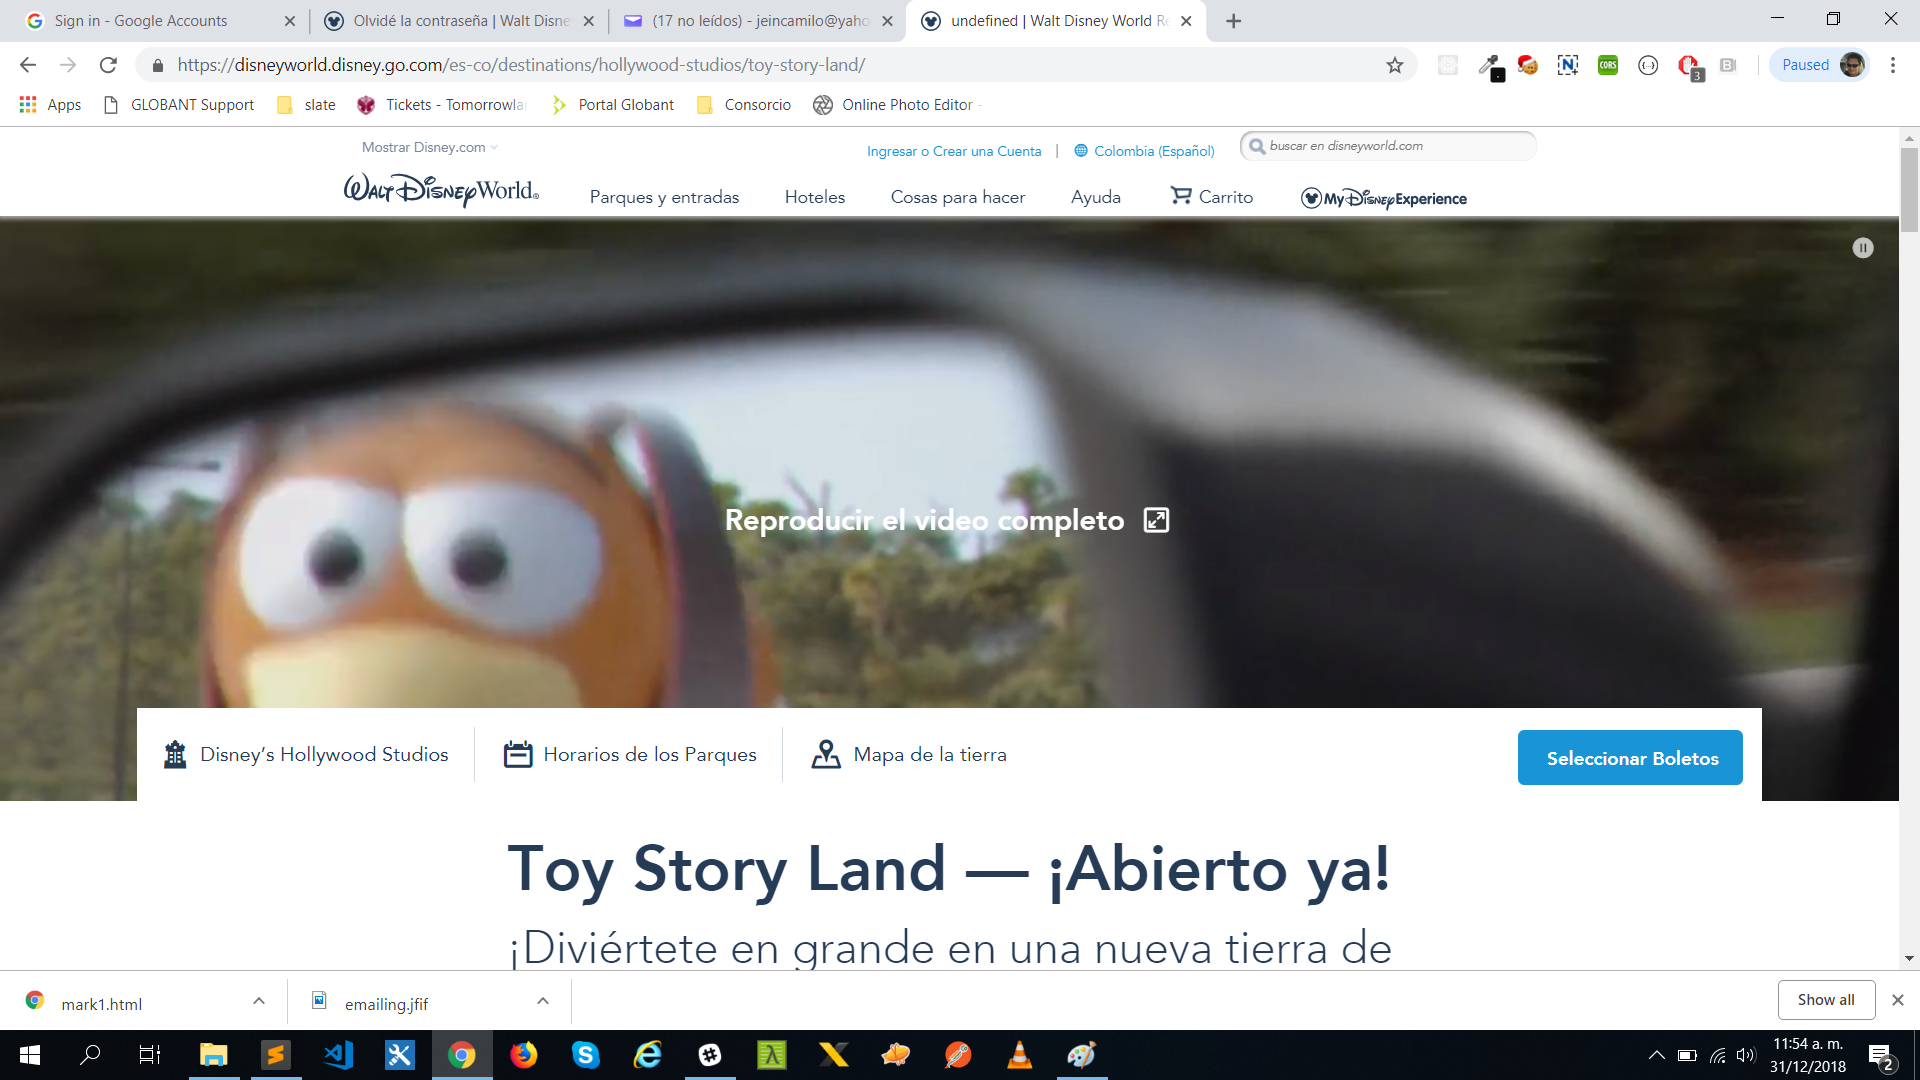 Sign in - Google Accounts
Olvidé la contraseña | Walt Disne
(17 no leídos) - jeincamilo@yaho
undefined | Walt Disney World Re
https://disneyworld.disney.go.com/es-co/destinations/hollywood-studios/toy-story-land/
CORS
3
Paused
Apps
GLOBANT Support
slate
Tickets - Tomorrowla
Portal Globant
Consorcio
Online Photo Editor -
Mostrar Disney.com
Ingresar o Crear una Cuenta | Colombia (Español)
buscar en disneyworld.com
Walt Disney World.
Parques y entradas
Hoteles
Cosas para hacer
Ayuda
Carrito
My Disney Experience
Reproducir el video completo
Disney’s Hollywood Studios
Horarios de los Parques
Mapa de la tierra
Seleccionar Boletos
Toy Story Land — ¡Abierto ya!
¡Diviértete en grande en una nueva tierra de
mark1.html
emailing.jfif
Show all
11:54 a. m.
31/12/2018
2